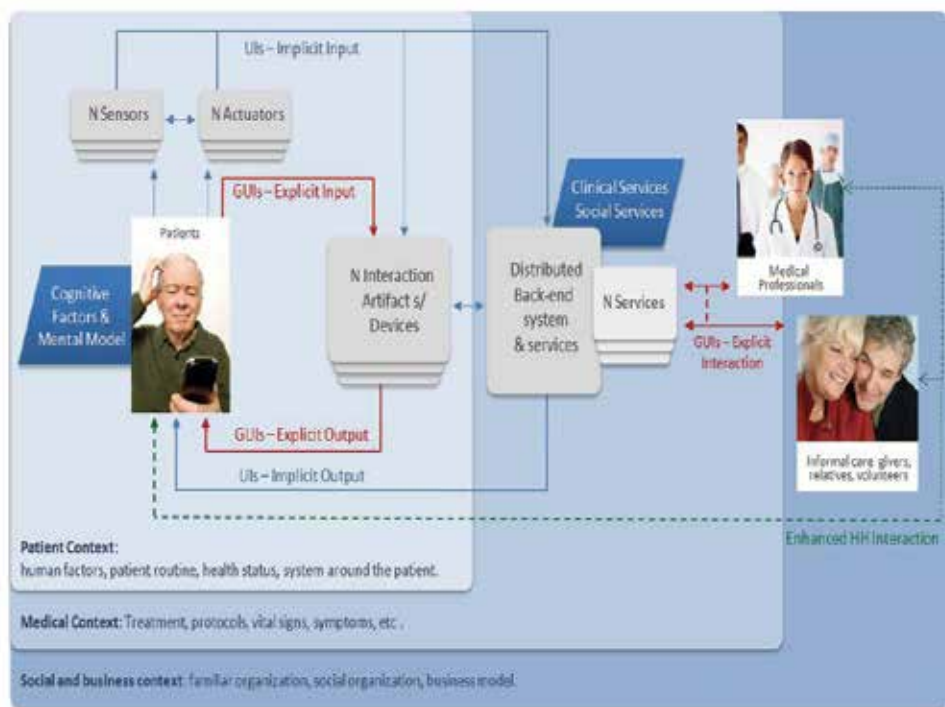 UIs – Implicit Input
N Sensors
N Actuators
GUIs – Explicit Input
Clinical Services
Social Services
Patients
Cognitive
Factors &
Mental Model
N Interaction
Artifact s/
Devices
Distributed
Back-end
system
& services
N Services
Medical
Professionals
GUIs – Explicit
Interaction
GUIs – Explicit Output
UIs – Implicit Output
Informal care givers,
relatives, volunteers
Enhanced HH Interaction
Patient Context:
human factors, patient routine, health status, system around the patient.
Medical Context: Treatment, protocols, vital signs, symptoms, etc .
Social and business context: familiar organization, social organization, business model.